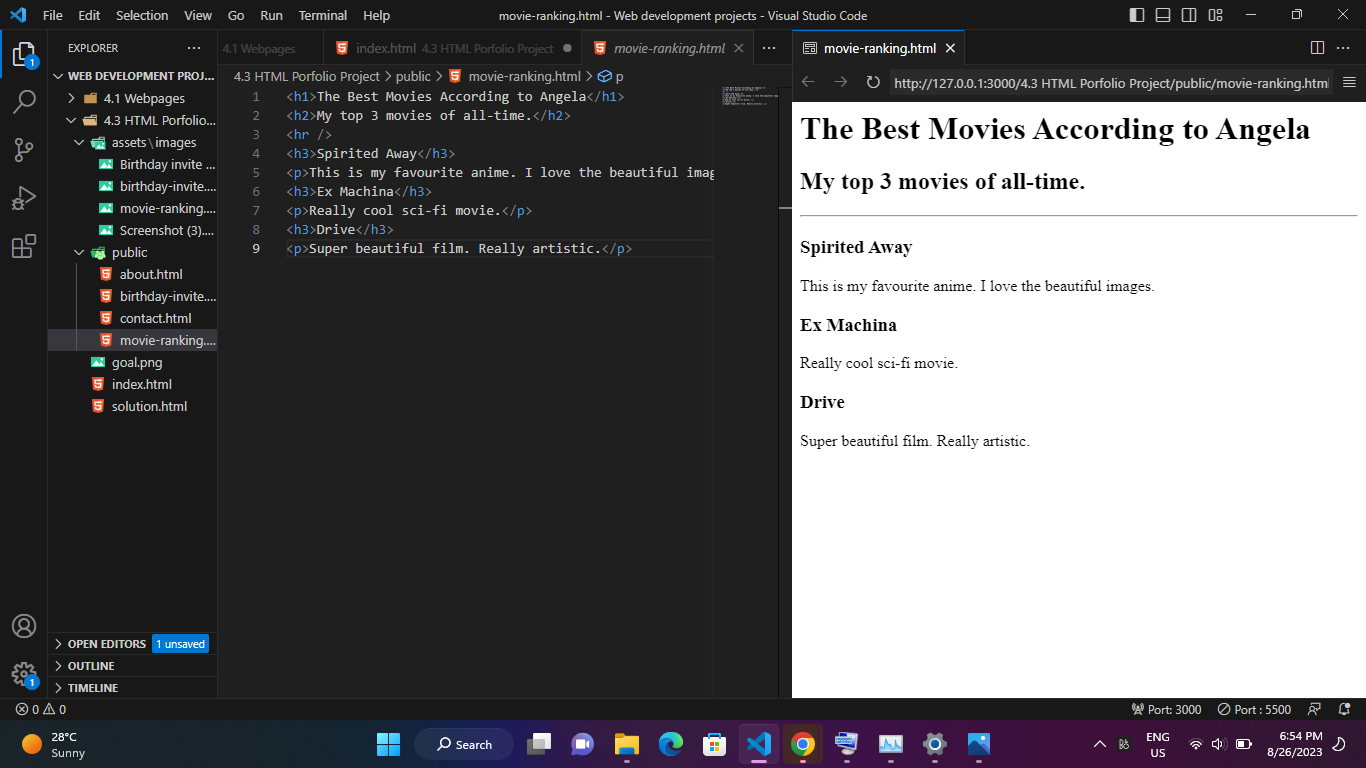 File Edit Selection View Go Run Terminal Help
movie-ranking.html - Web development projects - Visual Studio Code
EXPLORER
4.1 Webpages
index.html 4.3 HTML Porfolio Project
movie-ranking.html
movie-ranking.html
WEB DEVELOPMENT PROJ...
4.1 Webpages
4.3 HTML Porfolio...
assets\images
Birthday invite ...
birthday-invite....
movie-ranking....
Screenshot (3)....
public
about.html
birthday-invite....
contact.html
movie-ranking....
goal.png
index.html
solution.html
OPEN EDITORS 1 unsaved
OUTLINE
TIMELINE
1
1
4.3 HTML Porfolio Project > public > movie-ranking.html > p
1 <h1>The Best Movies According to Angela</h1>
2 <h2>My top 3 movies of all-time.</h2>
3 <hr />
4 <h3>Spirited Away</h3>
5 <p>This is my favourite anime. I love the beautiful imag
6 <h3>Ex Machina</h3>
7 <p>Really cool sci-fi movie.</p>
8 <h3>Drive</h3>
9 <p>Super beautiful film. Really artistic.</p>
http://127.0.0.1:3000/4.3 HTML Porfolio Project/public/movie-ranking.html
The Best Movies According to Angela
My top 3 movies of all-time.
Spirited Away
This is my favourite anime. I love the beautiful images.
Ex Machina
Really cool sci-fi movie.
Drive
Super beautiful film. Really artistic.
0 0
Port: 3000
Port : 5500
28°C
Sunny
Search
ENG
US
6:54 PM
8/26/2023